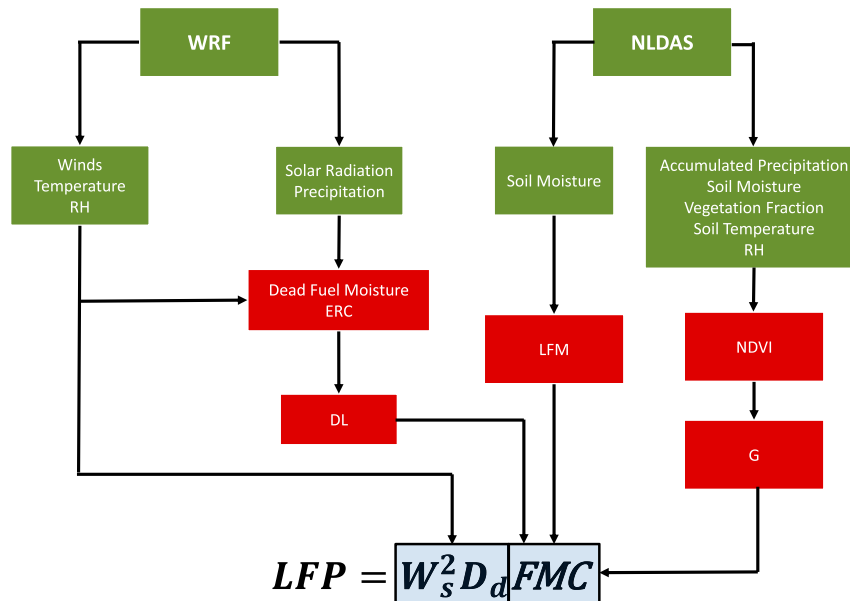 WRF
NLDAS
Winds
Temperature
RH
Solar Radiation
Precipitation
Soil Moisture
Accumulated Precipitation
Soil Moisture
Vegetation Fraction
Soil Temperature
RH
Dead Fuel Moisture
ERC
LFM
NDVI
DL
G
LFP = W_s^2 D_d FMC